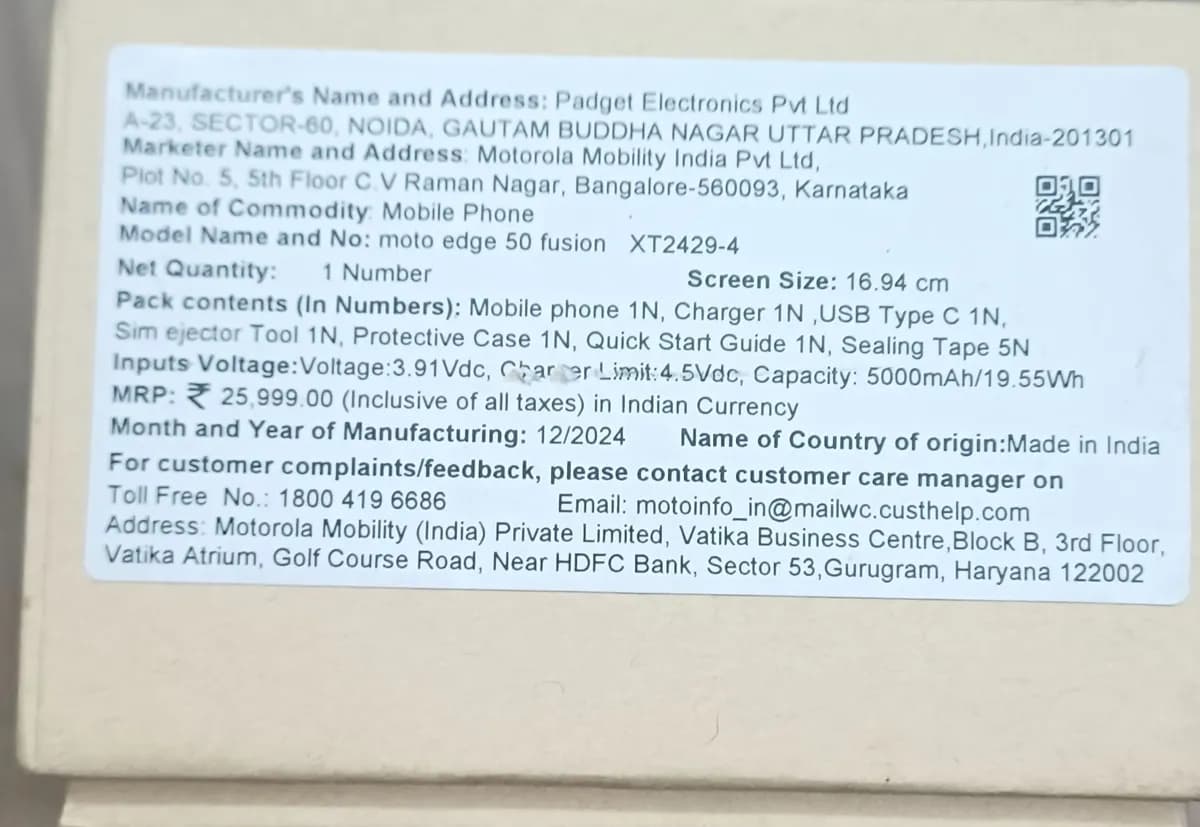 Manufacturer's Name and Address: Padget Electronics Pvt Ltd
A-23, SECTOR-60, NOIDA, GAUTAM BUDDHA NAGAR UTTAR PRADESH,India-201301
Marketer Name and Address: Motorola Mobility India Pvt Ltd,
Plot No. 5, 5th Floor C.V Raman Nagar, Bangalore-560093, Karnataka
Name of Commodity: Mobile Phone
Model Name and No: moto edge 50 fusion XT2429-4
Net Quantity: 1 Number Screen Size: 16.94 cm
Pack contents (In Numbers): Mobile phone 1N, Charger 1N ,USB Type C 1N,
Sim ejector Tool 1N, Protective Case 1N, Quick Start Guide 1N, Sealing Tape 5N
Inputs Voltage:Voltage:3.91Vdc, Charger Limit:4.5Vdc, Capacity: 5000mAh/19.55Wh
MRP: ₹ 25,999.00 (Inclusive of all taxes) in Indian Currency
Month and Year of Manufacturing: 12/2024 Name of Country of origin:Made in India
For customer complaints/feedback, please contact customer care manager on
Toll Free No.: 1800 419 6686 Email: motoinfo_in@mailwc.custhelp.com
Address: Motorola Mobility (India) Private Limited, Vatika Business Centre,Block B, 3rd Floor,
Vatika Atrium, Golf Course Road, Near HDFC Bank, Sector 53,Gurugram, Haryana 122002